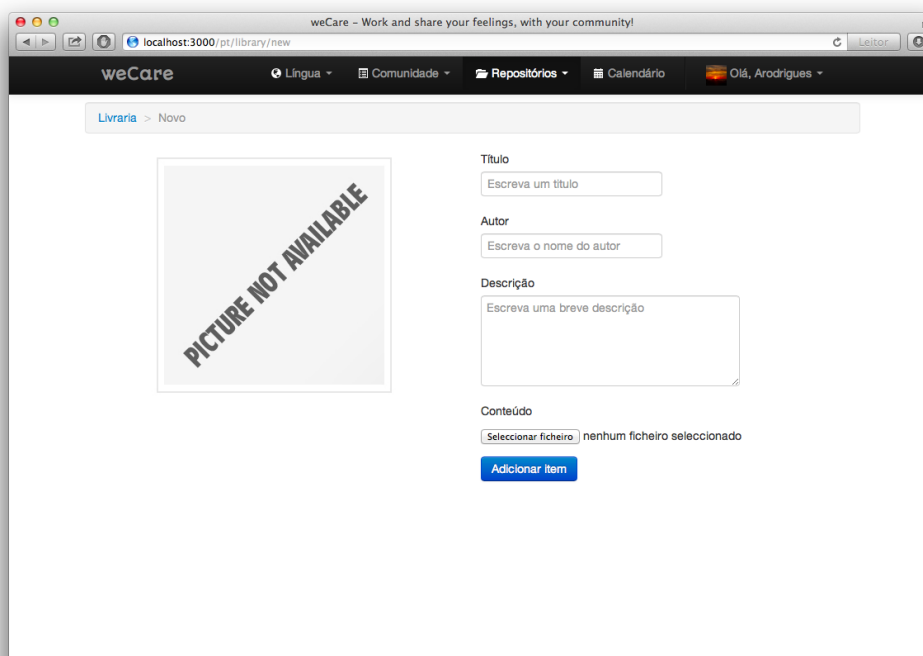 weCare – Work and share your feelings, with your community!
localhost:3000/pt/library/new
Leitor
weCare Língua Comunidade Repositórios Calendário Olá, Arodrigues
Livraria > Novo
PICTURE NOT AVAILABLE
Título
Escreva um titulo
Autor
Escreva o nome do autor
Descrição
Escreva uma breve descrição
Conteúdo
Seleccionar ficheiro nenhum ficheiro seleccionado
Adicionar item